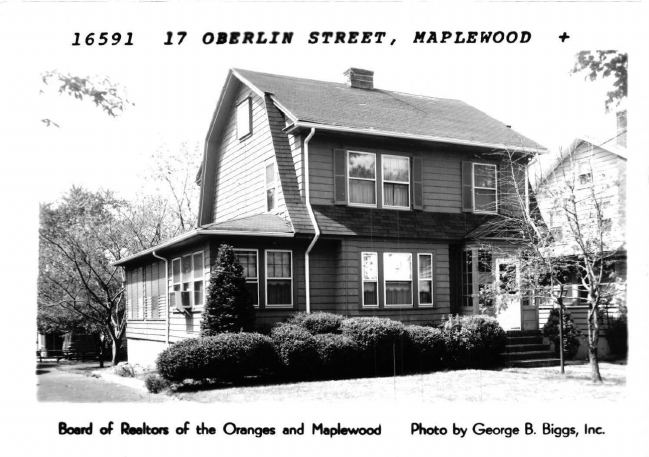 16591 17 OBERLIN STREET, MAPLEWOOD +
Board of Realtors of the Oranges and Maplewood Photo by George B. Biggs, Inc.